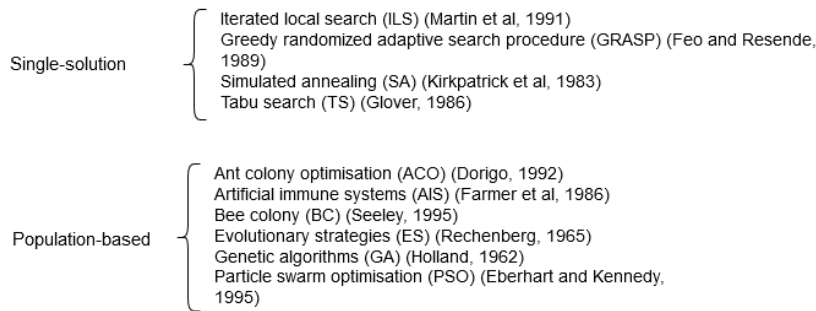 Single-solution
Iterated local search (ILS) (Martin et al, 1991)
Greedy randomized adaptive search procedure (GRASP) (Feo and Resende,
1989)
Simulated annealing (SA) (Kirkpatrick et al, 1983)
Tabu search (TS) (Glover, 1986)
Population-based
Ant colony optimisation (ACO) (Dorigo, 1992)
Artificial immune systems (AIS) (Farmer et al, 1986)
Bee colony (BC) (Seeley, 1995)
Evolutionary strategies (ES) (Rechenberg, 1965)
Genetic algorithms (GA) (Holland, 1962)
Particle swarm optimisation (PSO) (Eberhart and Kennedy,
1995)